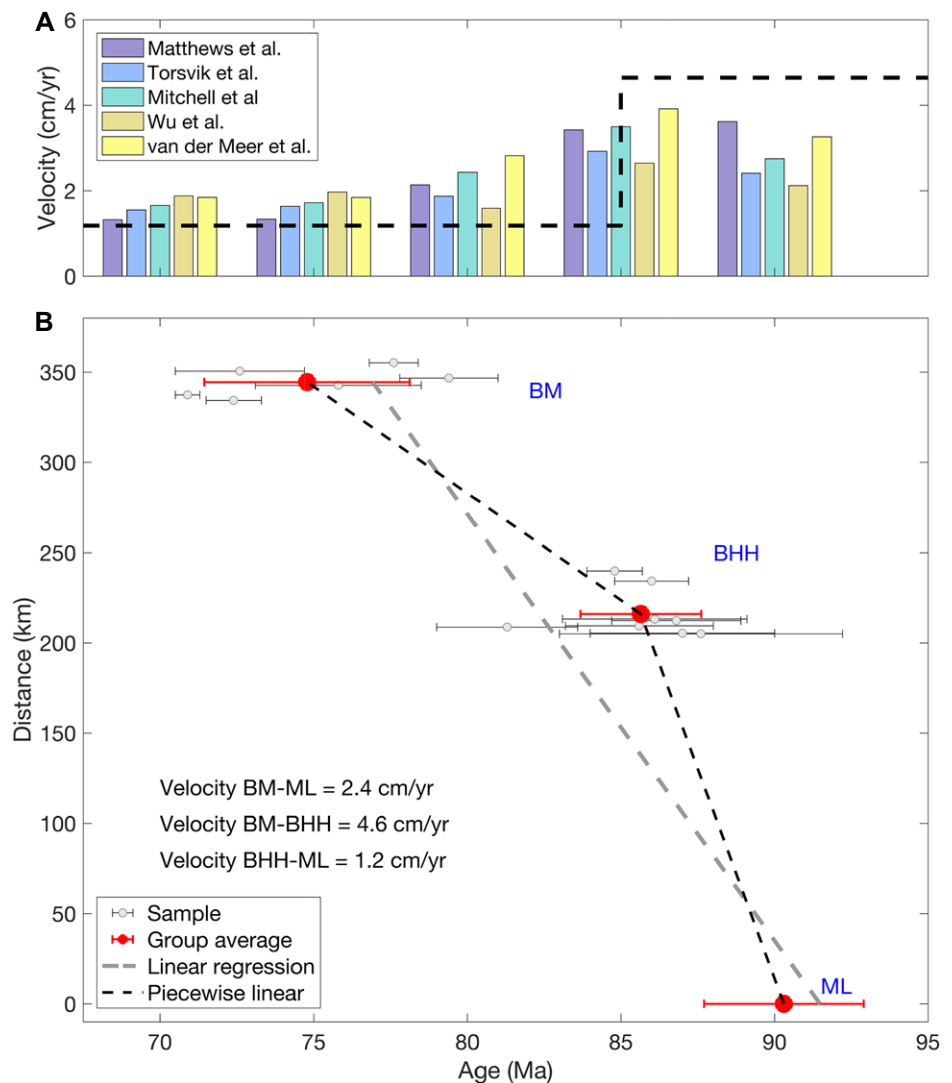 A
6
4
2
0
Velocity (cm/yr)
Matthews et al.
Torsvik et al.
Mitchell et al
Wu et al.
van der Meer et al.
B
350
300
250
200
150
100
50
0
Distance (km)
BM
BHH
ML
Velocity BM-ML = 2.4 cm/yr
Velocity BM-BHH = 4.6 cm/yr
Velocity BHH-ML = 1.2 cm/yr
Sample
Group average
Linear regression
Piecewise linear
70 75 80 85 90 95
Age (Ma)